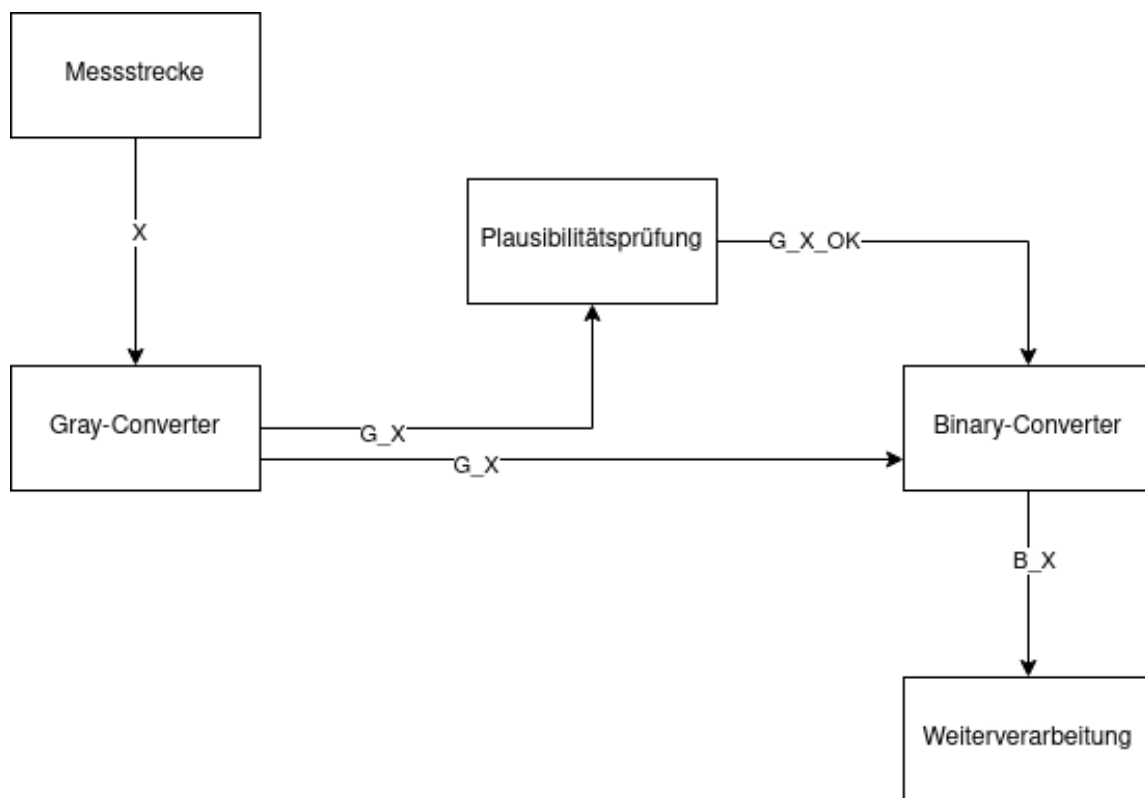 Messstrecke
X
Plausibilitätsprüfung
G_X_OK
Gray-Converter
G_X
G_X
Binary-Converter
B_X
Weiterverarbeitung